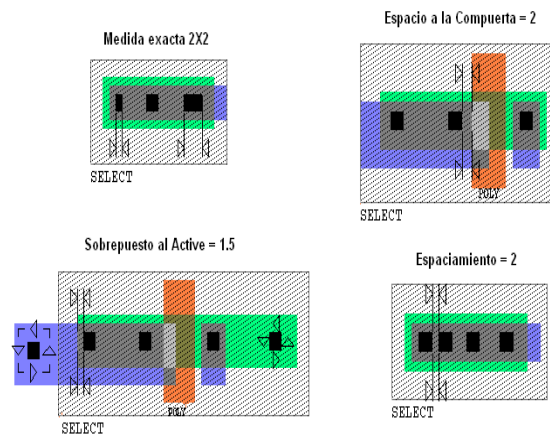 Medida exacta 2X2
SELECT
Espacio a la Compuerta = 2
POLY
SELECT
Sobrepuesto al Active = 1.5
POLY
SELECT
Espaciamiento = 2
SELECT